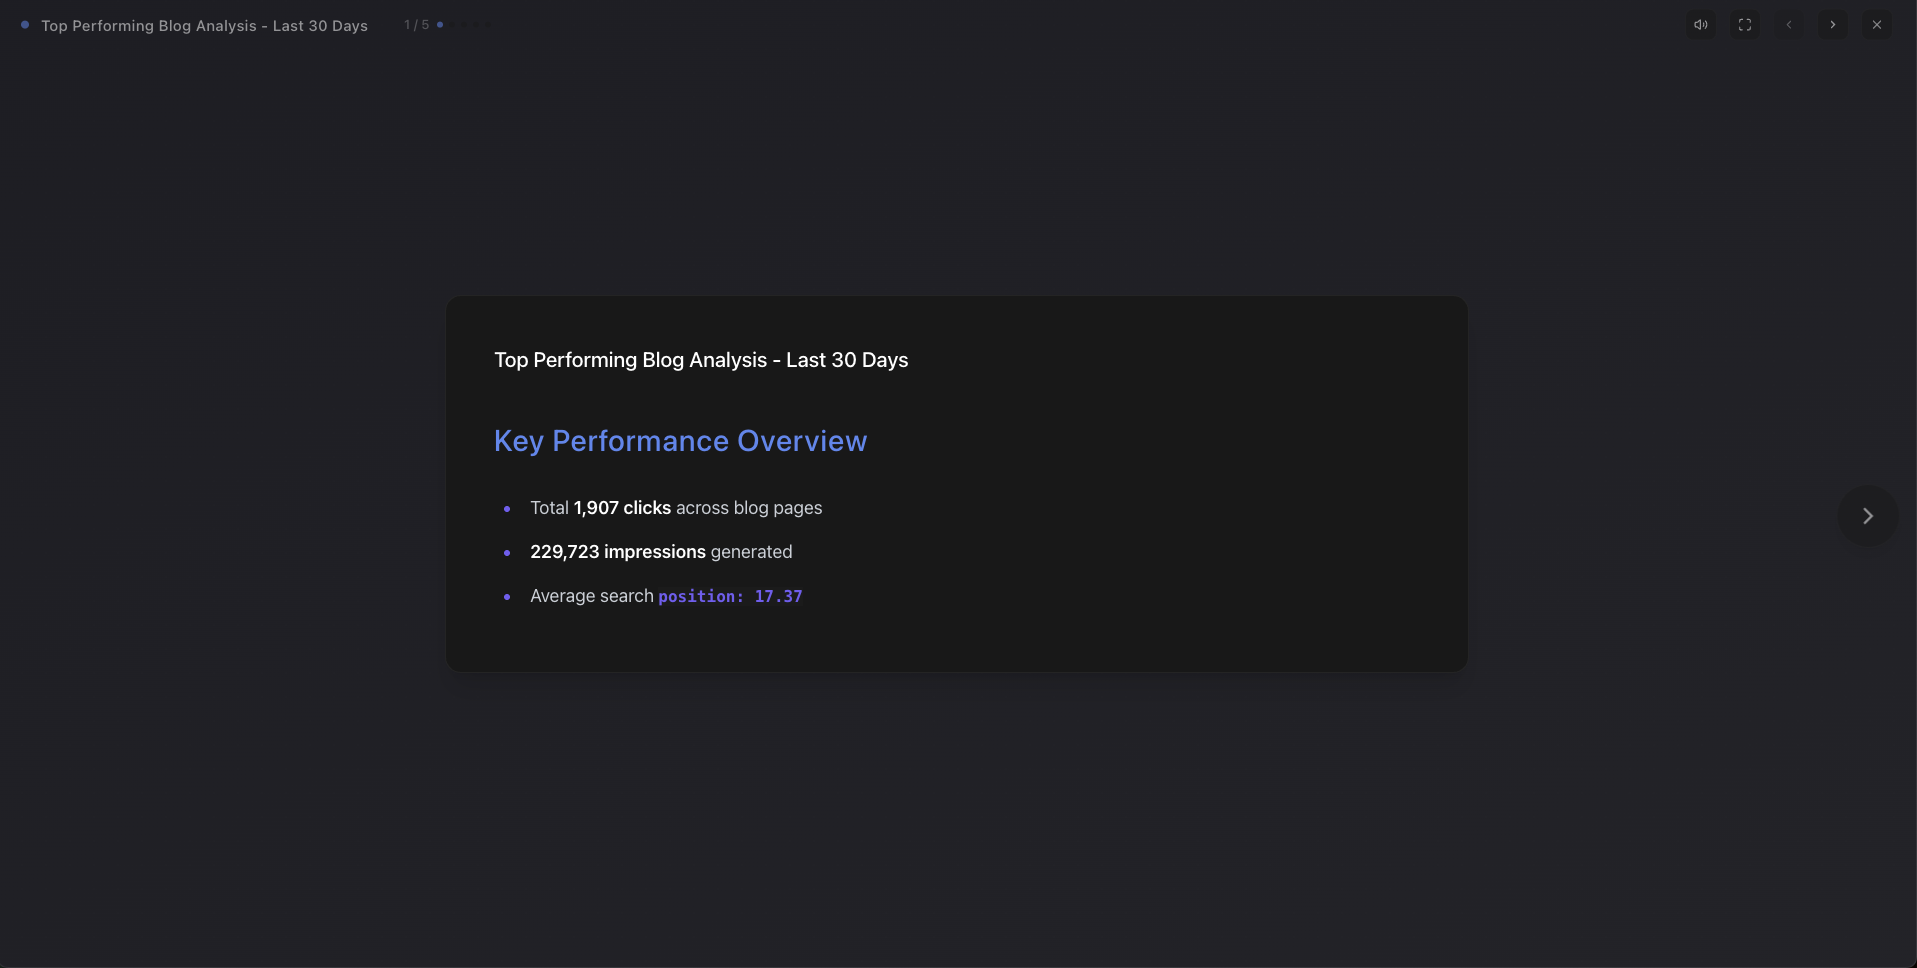 Top Performing Blog Analysis - Last 30 Days
1 / 5
Top Performing Blog Analysis - Last 30 Days
Key Performance Overview
Total 1,907 clicks across blog pages
229,723 impressions generated
Average search position: 17.37